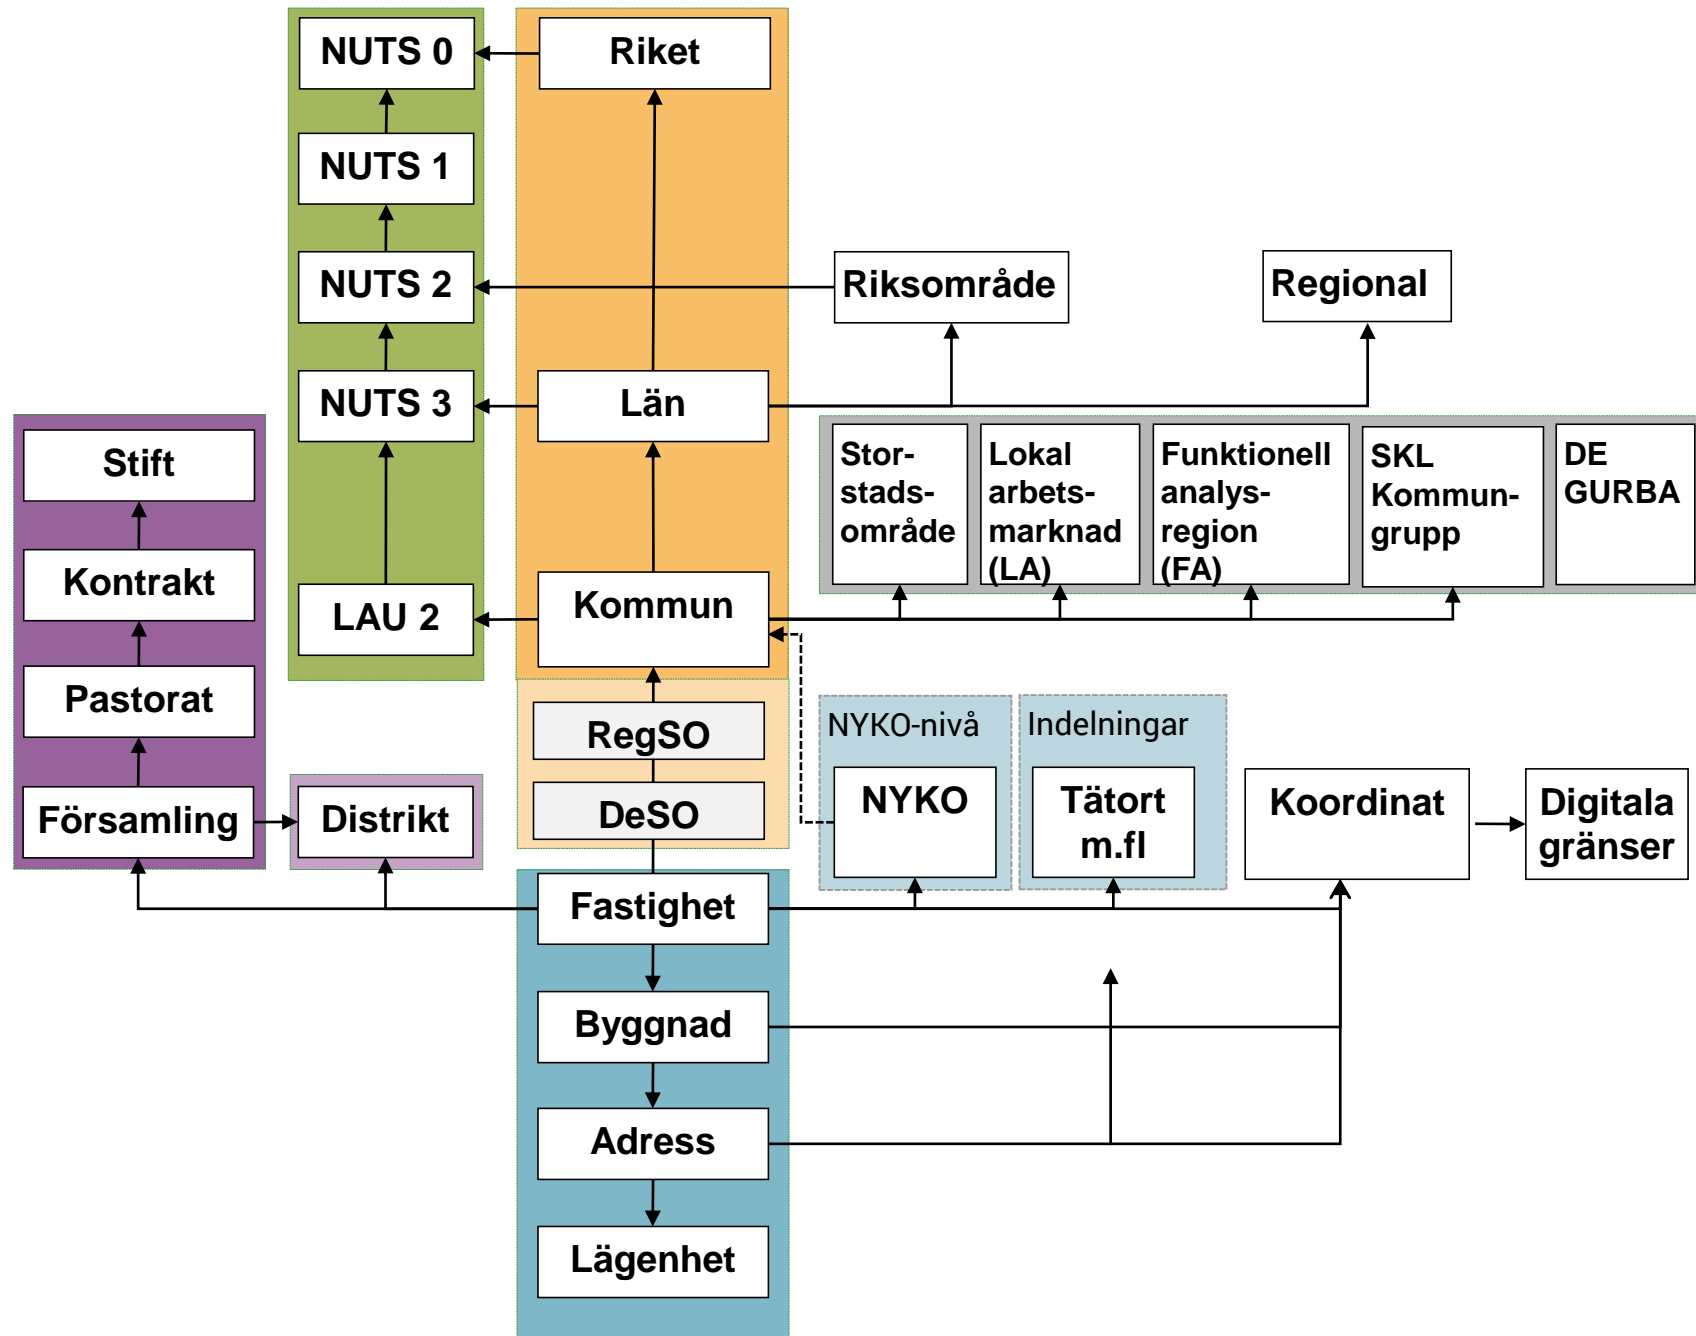 NUTS 0
Riket
NUTS 1
NUTS 2
Riksområde
Regional
NUTS 3
Län
Stift
Stor-
stads-
område
Lokal
arbets-
marknad
(LA)
Funktionell
analys-
region
(FA)
SKL
Kommun-
grupp
DE
GURBA
Kontrakt
LAU 2
Kommun
Pastorat
RegSO
NYKO-nivå
Indelningar
Församling
Distrikt
DeSO
NYKO
Tätort
m.fl
Koordinat
Digitala
gränser
Fastighet
Byggnad
Adress
Lägenhet